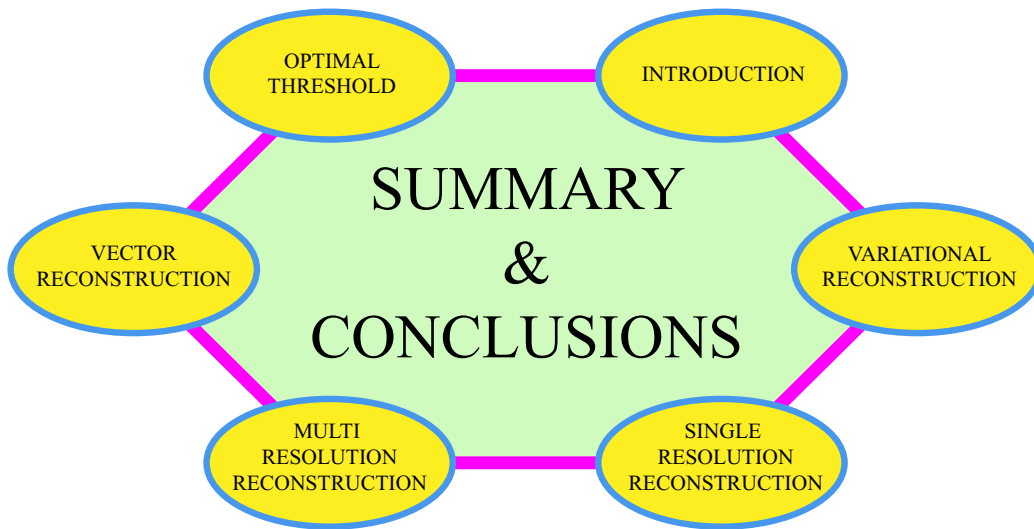 OPTIMAL
THRESHOLD
INTRODUCTION
SUMMARY
&
CONCLUSIONS
VECTOR
RECONSTRUCTION
VARIATIONAL
RECONSTRUCTION
MULTI
RESOLUTION
RECONSTRUCTION
SINGLE
RESOLUTION
RECONSTRUCTION